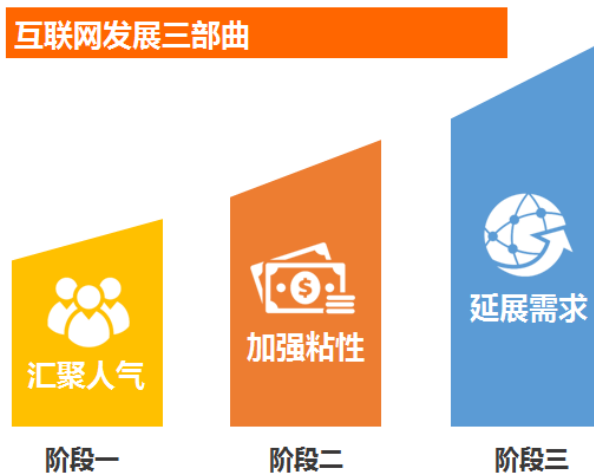 互联网发展三部曲
汇聚人气
加强粘性
延展需求
阶段一
阶段二
阶段三